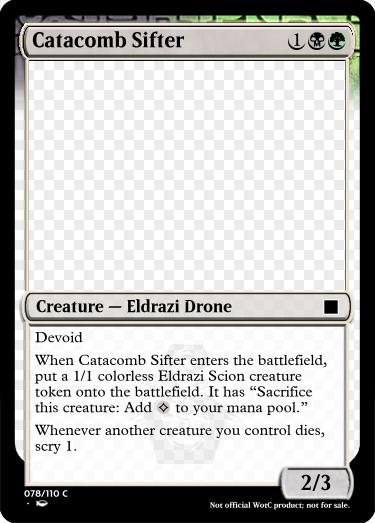 Catacomb Sifter 1
Creature — Eldrazi Drone
Devoid
When Catacomb Sifter enters the battlefield,
put a 1/1 colorless Eldrazi Scion creature
token onto the battlefield. It has “Sacrifice
this creature: Add to your mana pool.”
Whenever another creature you control dies,
scry 1.
2/3
078/110 C
Not official WotC product; not for sale.